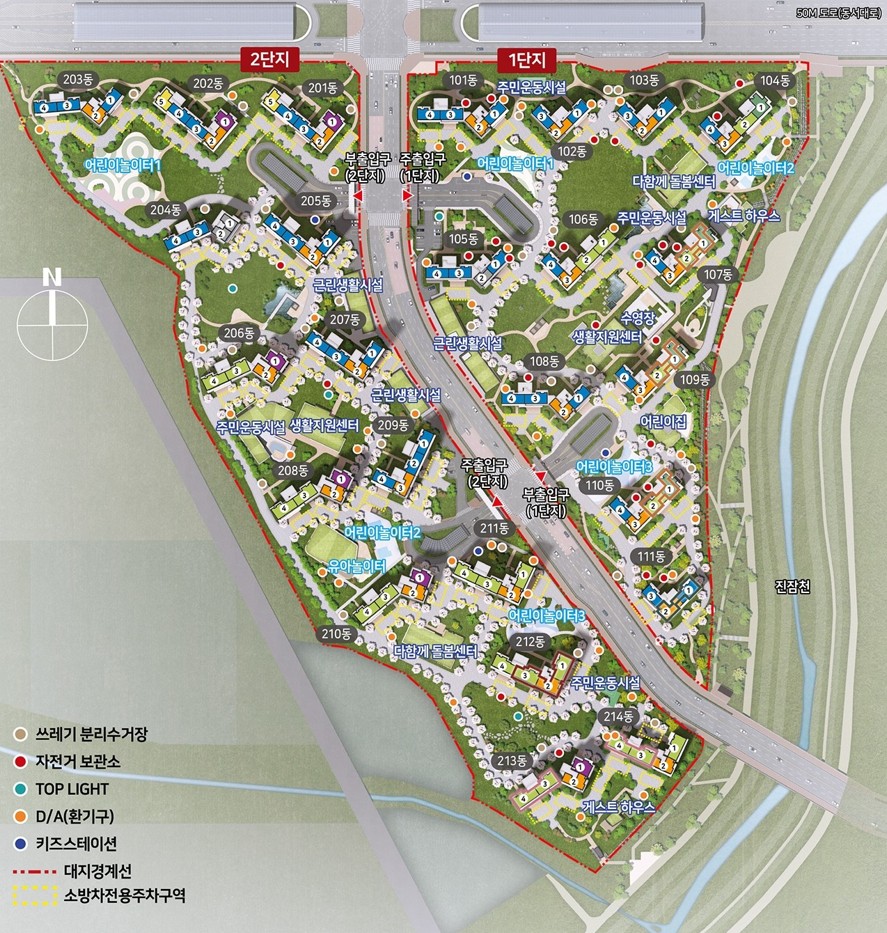 50M 도로(동서대로)
2단지
1단지
203동
202동
201동
101동
주민운동시설
103동
104동
어린이놀이터1
부출입구
(2단지)
주출입구
(1단지)
어린이놀이터1
102동
다함께 돌봄센터
어린이놀이터2
204동
205동
105동
106동
주민운동시설
게스트 하우스
107동
N
근린생활시설
수영장
생활지원센터
206동
207동
근린생활시설
108동
109동
근린생활시설
주민운동시설
생활지원센터
209동
어린이집
208동
주출입구
(2단지)
부출입구
(1단지)
어린이놀이터3
110동
어린이놀이터2
유아놀이터
211동
111동
진잠천
210동
어린이놀이터3
다함께 돌봄센터
212동
주민운동시설
214동
213동
게스트 하우스
쓰레기 분리수거장
자전거 보관소
TOP LIGHT
D/A(환기구)
키즈스테이션
대지경계선
소방차전용주차구역